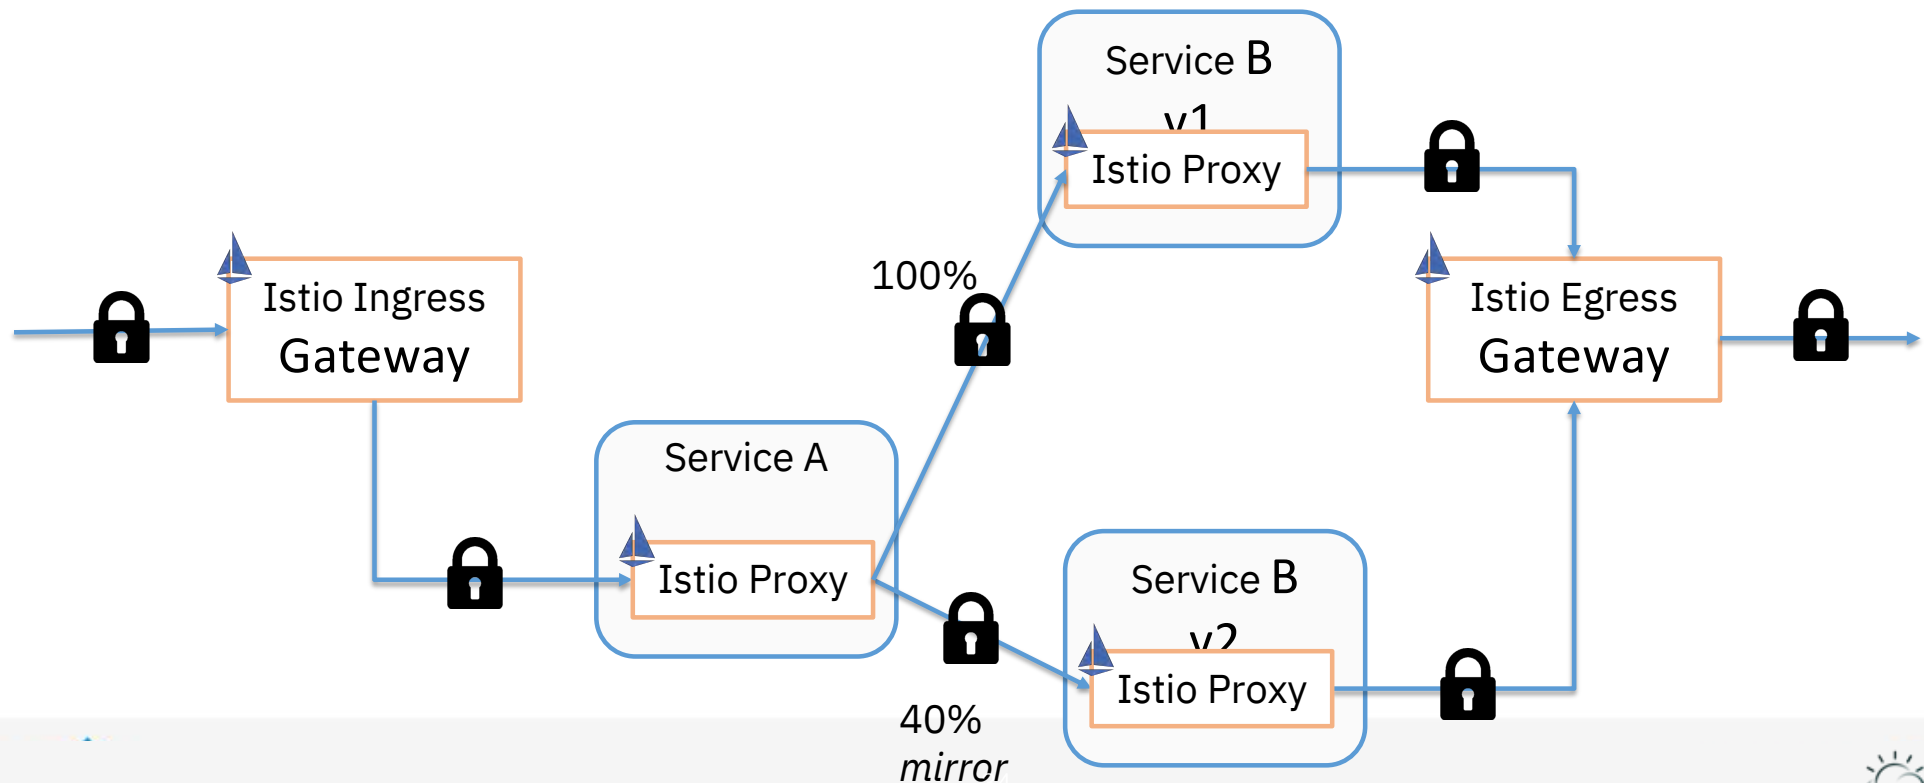 Service B
v1
Istio Proxy
100%
Istio Ingress
Gateway
Istio Egress
Gateway
Service A
Istio Proxy
Service B
v2
Istio Proxy
40%
mirror